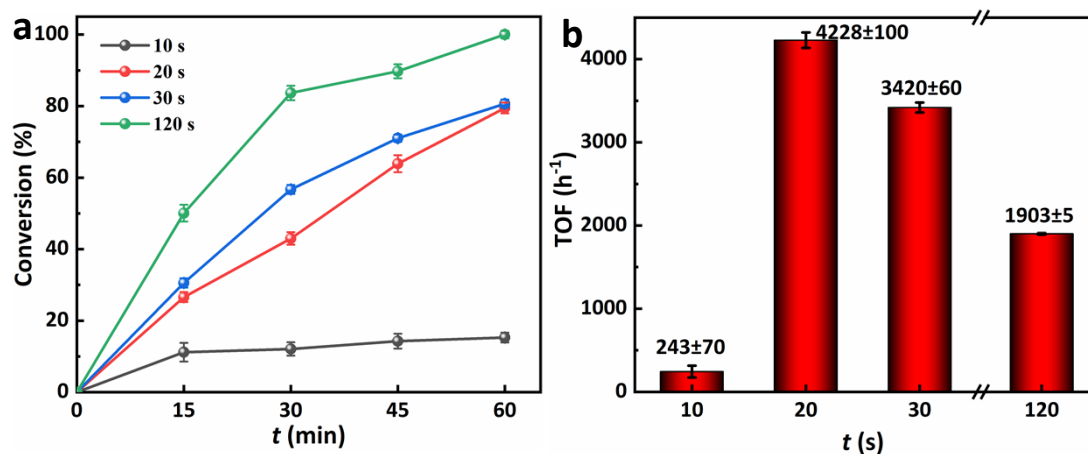 a
10 s
20 s
30 s
120 s
Conversion (%)
100
80
60
40
20
0
0 15 30 45 60
t (min)
b
TOF (h⁻¹)
4000
3000
2000
1000
0
243±70
4228±100
3420±60
1903±5
10 20 30 120
t (s)